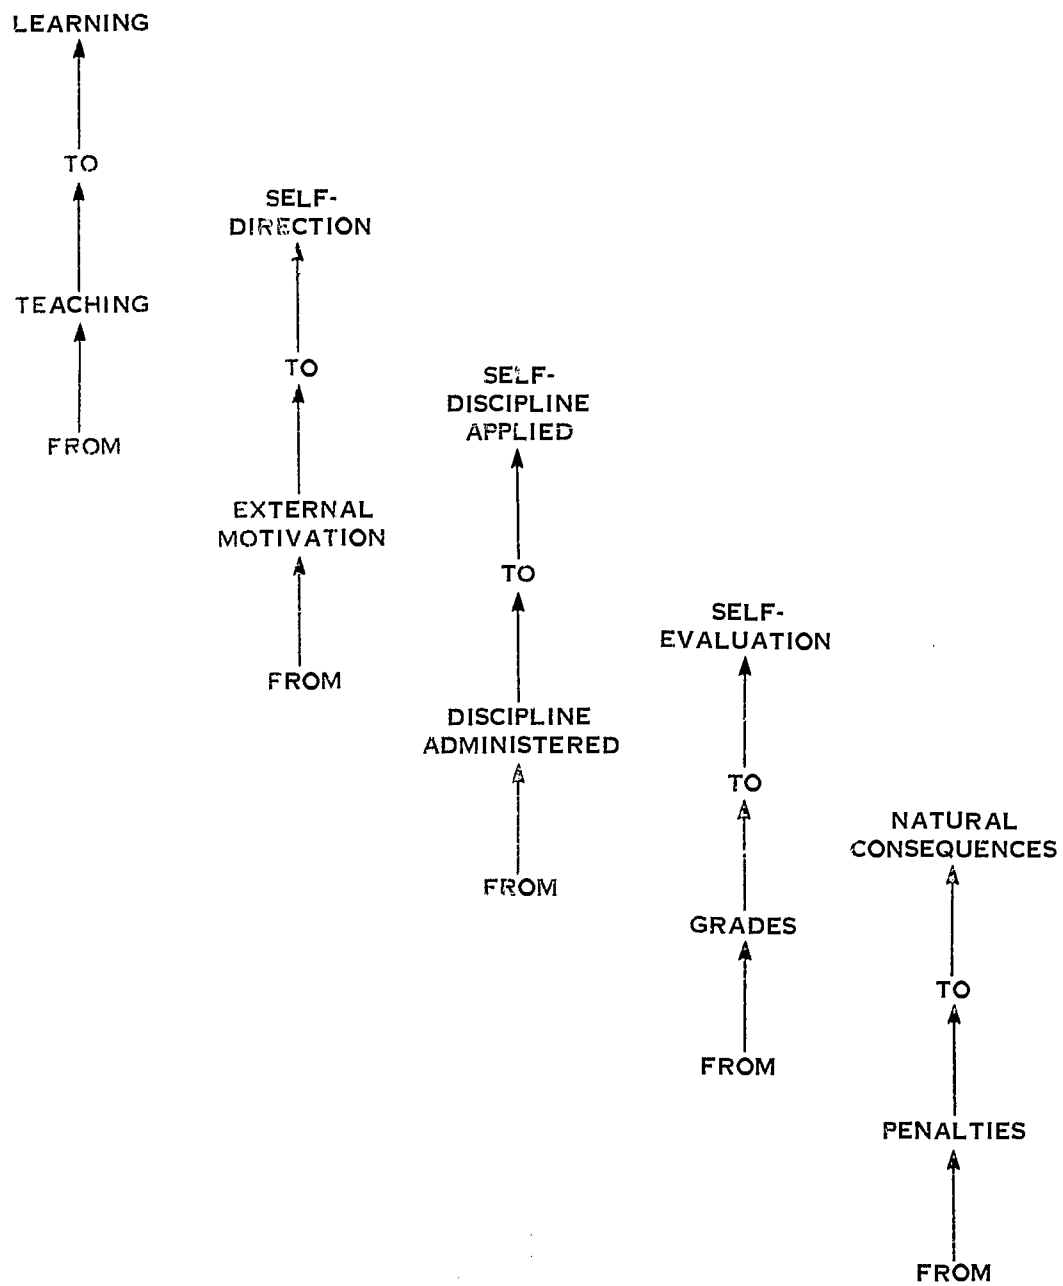 LEARNING
TO
TEACHING
FROM
SELF-
DIRECTION
TO
EXTERNAL
MOTIVATION
FROM
SELF-
DISCIPLINE
APPLIED
TO
DISCIPLINE
ADMINISTERED
FROM
SELF-
EVALUATION
TO
GRADES
FROM
NATURAL
CONSEQUENCES
TO
PENALTIES
FROM